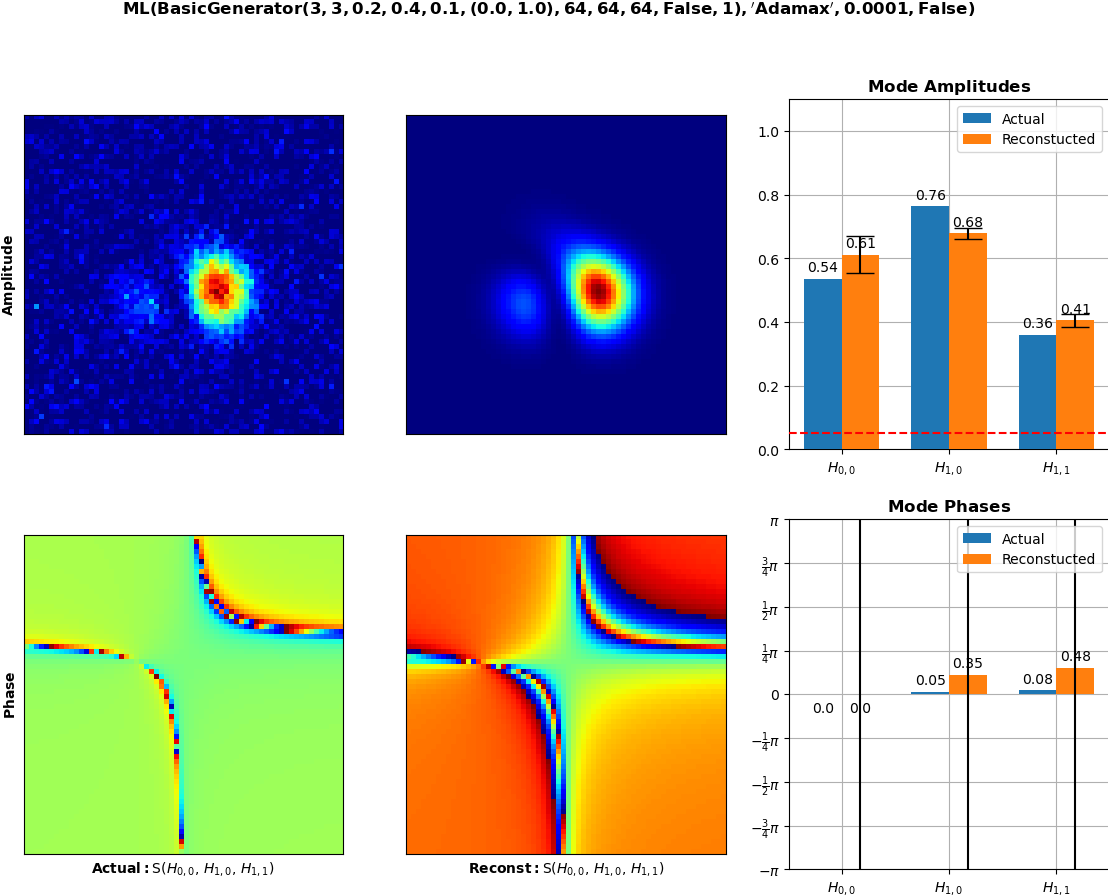 ML(BasicGenerator(3, 3, 0.2, 0.4, 0.1, (0.0, 1.0), 64, 64, 64, False, 1), ′Adamax′, 0.0001, False)
Amplitude
Mode Amplitudes
Actual
Reconstucted
1.0
0.8
0.6
0.4
0.2
0.0
0.54
0.61
0.76
0.68
0.36
0.41
H0,0
H1,0
H1,1
Phase
Actual: S(H0,0, H1,0, H1,1)
Reconst: S(H0,0, H1,0, H1,1)
Mode Phases
Actual
Reconstucted
π
3/4π
1/2π
1/4π
0
−1/4π
−1/2π
−3/4π
−π
0.0
0.0
0.05
0.35
0.08
0.48
H0,0
H1,0
H1,1